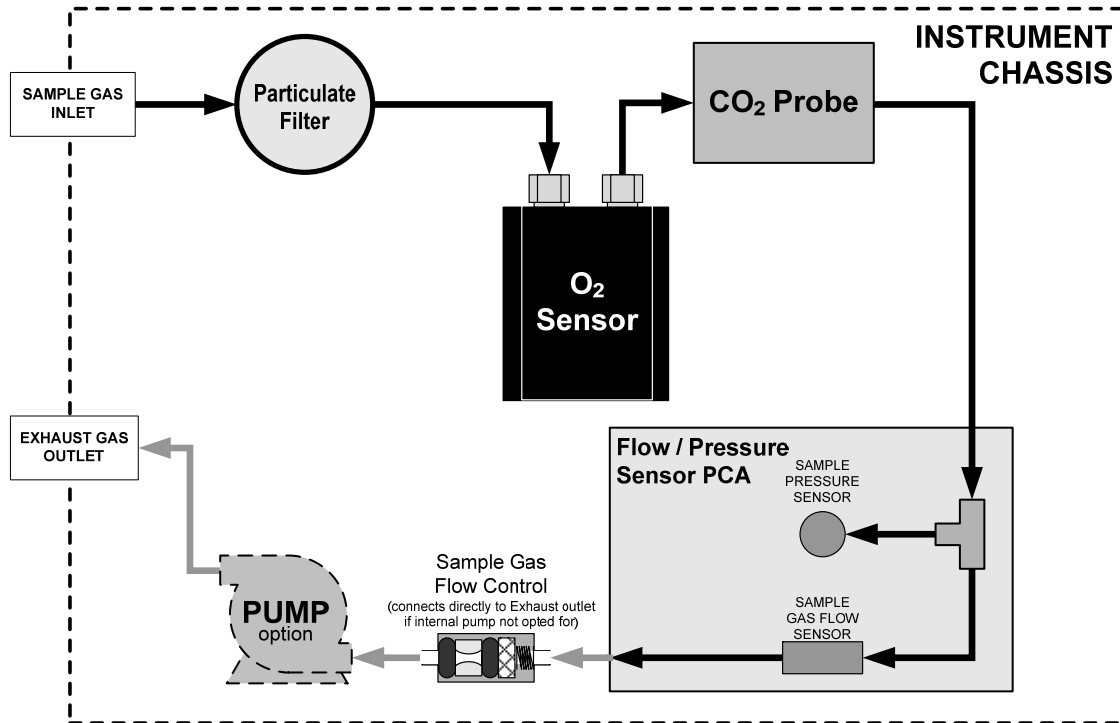 INSTRUMENT
CHASSIS
SAMPLE GAS
INLET
Particulate
Filter
CO₂ Probe
O₂
Sensor
EXHAUST GAS
OUTLET
Flow / Pressure
Sensor PCA
SAMPLE
PRESSURE
SENSOR
Sample Gas
Flow Control
(connects directly to Exhaust outlet
if internal pump not opted for)
PUMP
option
SAMPLE
GAS FLOW
SENSOR